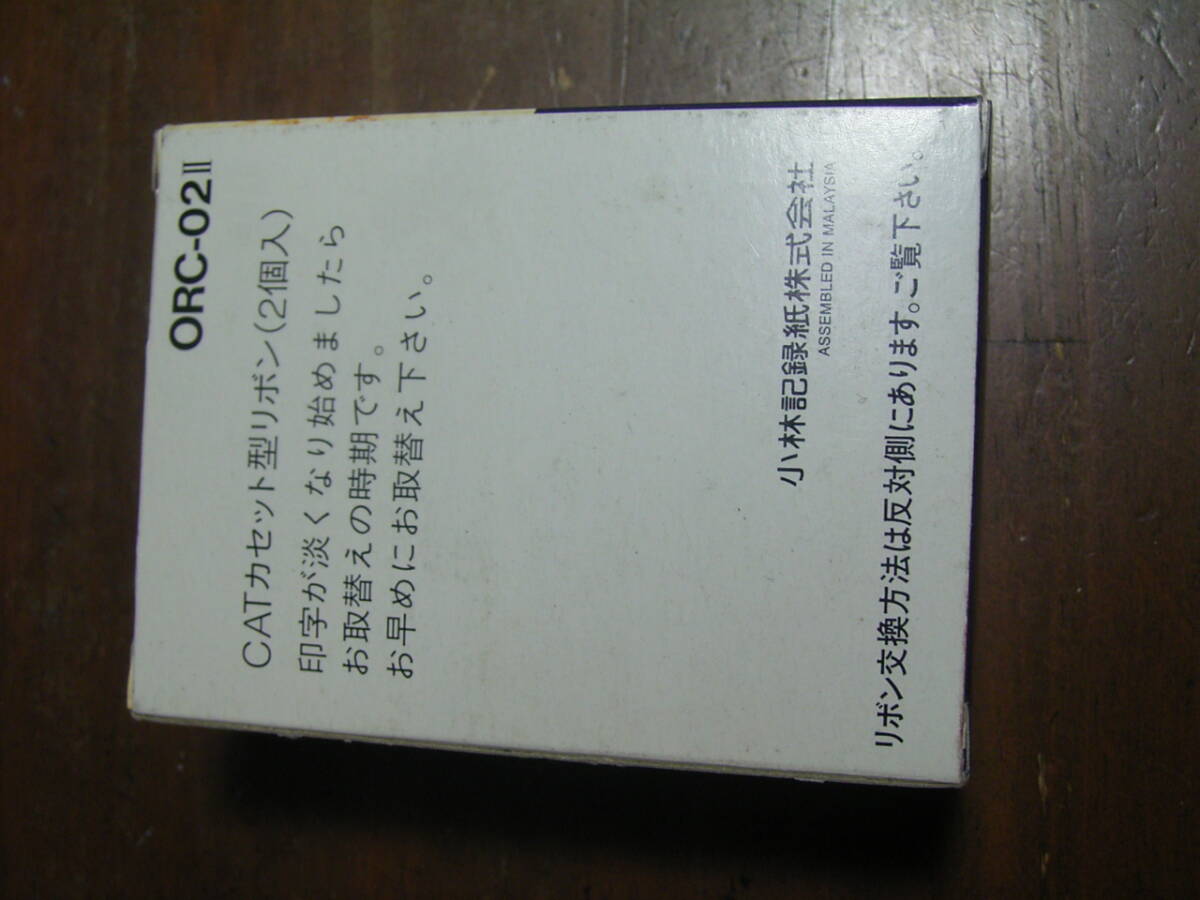 ORC-02Ⅲ
CATカセット型リボン(2個入)
印字が淡くなり始めましたら
お取替えの時期です。
お早めにお取替え下さい。
小林記録紙株式会社
ASSEMBLED IN MALAYSIA
リボン交換方法は反対側にあります。ご覧下さい。